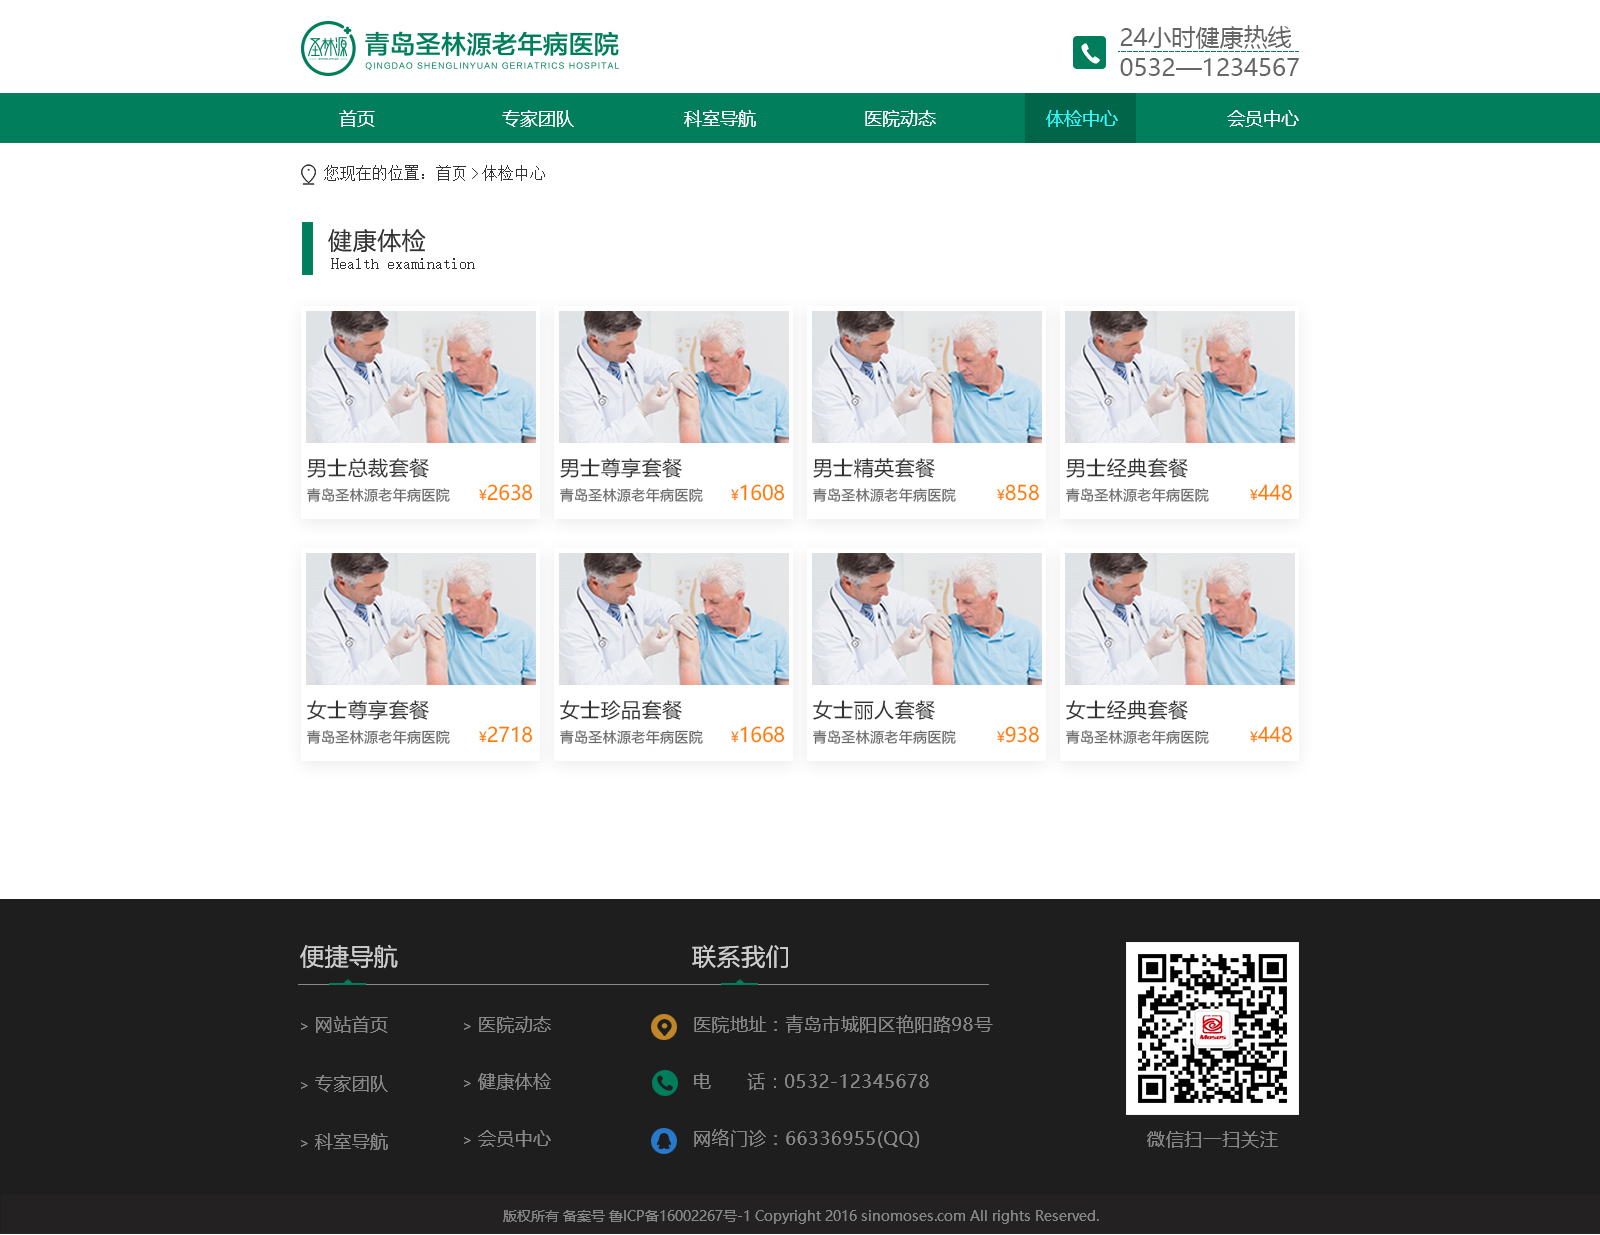 圣林源
青岛圣林源老年病医院
QINGDAO SHENGLINYUAN GERIATRICS HOSPITAL
24小时健康热线
0532—1234567
首页 专家团队 科室导航 医院动态 体检中心 会员中心
您现在的位置：首页>体检中心
健康体检
Health examination
男士总裁套餐 男士尊享套餐 男士精英套餐 男士经典套餐
青岛圣林源老年病医院 ¥2638 青岛圣林源老年病医院 ¥1608 青岛圣林源老年病医院 ¥858 青岛圣林源老年病医院 ¥448
女士尊享套餐 女士珍品套餐 女士丽人套餐 女士经典套餐
青岛圣林源老年病医院 ¥2718 青岛圣林源老年病医院 ¥1668 青岛圣林源老年病医院 ¥938 青岛圣林源老年病医院 ¥448
便捷导航 联系我们
> 网站首页 > 医院动态 医院地址：青岛市城阳区艳阳路98号
> 专家团队 > 健康体检 电 话：0532-12345678
> 科室导航 > 会员中心 网络门诊：66336955(QQ)
Moses
微信扫一扫关注
版权所有 备案号 鲁ICP备16002267号-1 Copyright 2016 sinomoses.com All rights Reserved.